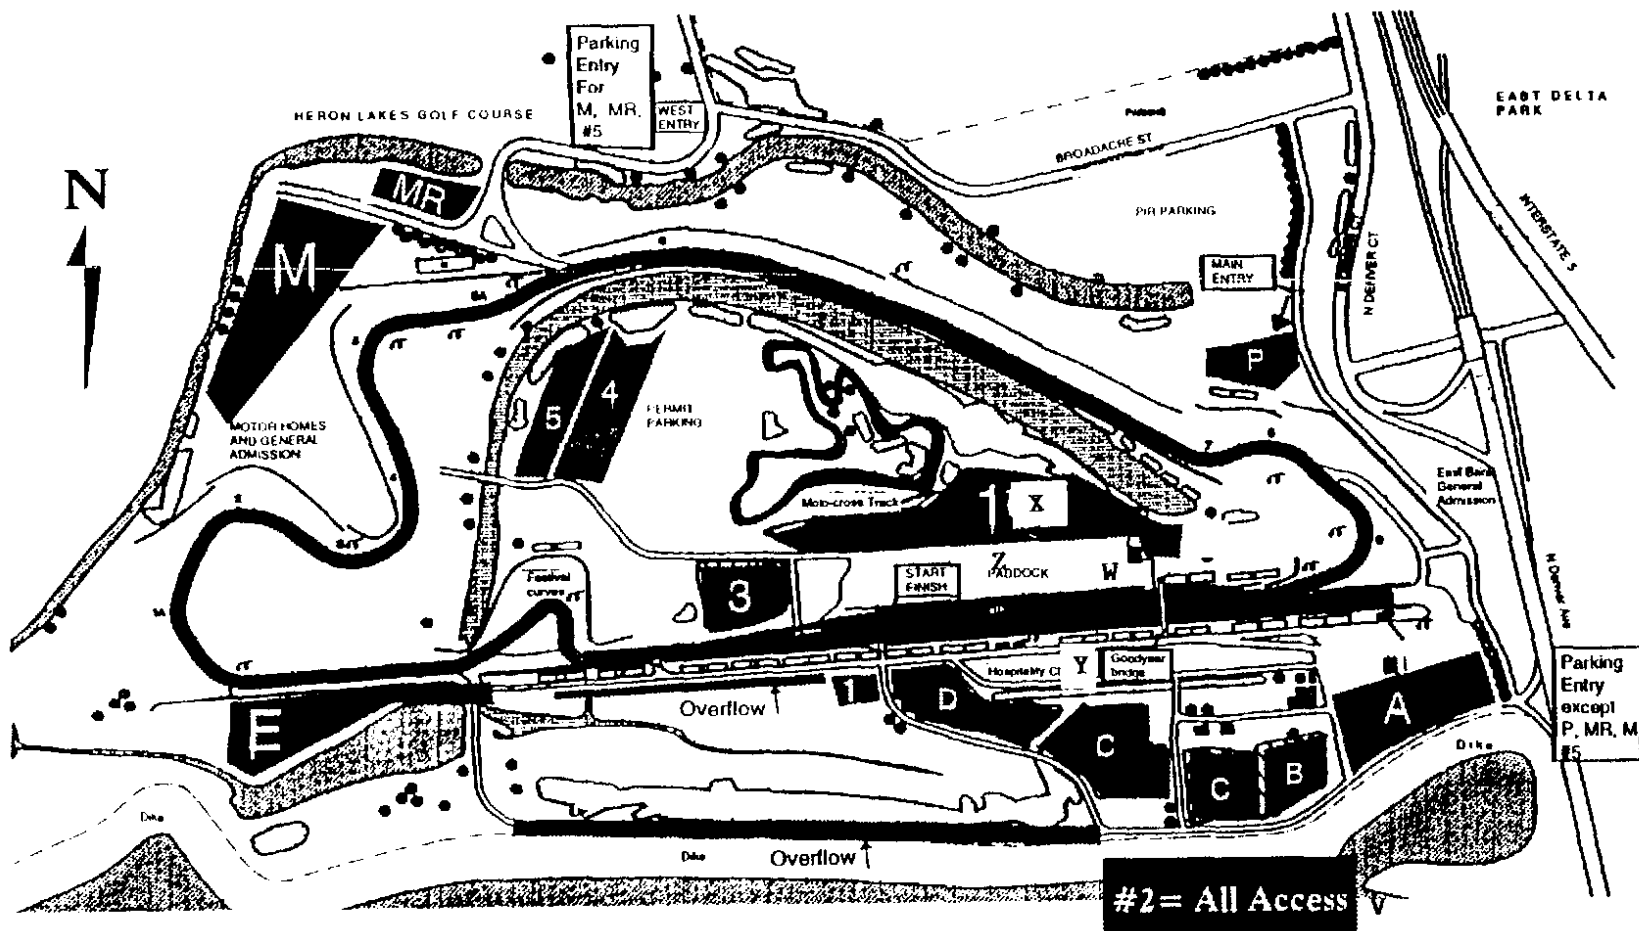 Parking
Entry
For
M, MR,
#5
WEST
ENTRY
HERON LAKES GOLF COURSE
EAST DELTA
PARK
BROADACRE ST
N
MR
M
PIR PARKING
INTERSTATE 5
N DENVER CT
MAIN
ENTRY
P
5
4
PERMIT
PARKING
MOTOR HOMES
AND GENERAL
ADMISSION
East
General
Admission
Moto-cross Track
1
X
Z
PADDOCK
W
START
FINISH
Festival
curves
3
N Denver Ave
Parking
Entry
except
P, MR, M
#5
Hospitality
Y
Goodyear
bridge
1
D
Overflow
E
A
C
C
B
Dike
Dike
Dike
Overflow
#2= All Access
V